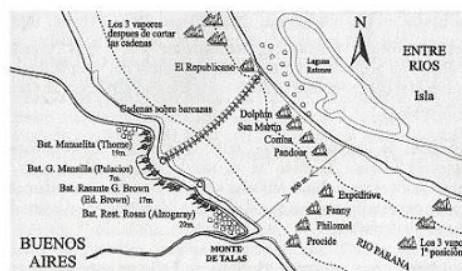 Los 3 vapores
despues de cortar
las cadenas
N
ENTRE
RIOS
Isla
Laguna
El Republicano
Cadenas sobre barcazas
Dolphin
San Martin
Pandour
Bat. Manuelita (Thorne)
19m.
Bat. G. Mansilla (Palacios)
7m.
Bat. Rasante G. Brown
(Ed. Brown) 17m.
Bat. Rest. Rosas (Alzogaray)
20m.
Expeditive
Fanny
Philomel
Procide
BUENOS
AIRES
MONTE
DE TALAS
RIO PARANA
Los 3 vapo
1ª posición